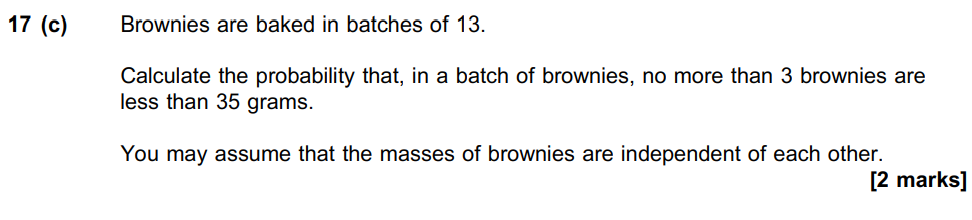 17 (c) Brownies are baked in batches of 13.
Calculate the probability that, in a batch of brownies, no more than 3 brownies are
less than 35 grams.
You may assume that the masses of brownies are independent of each other.
[2 marks]